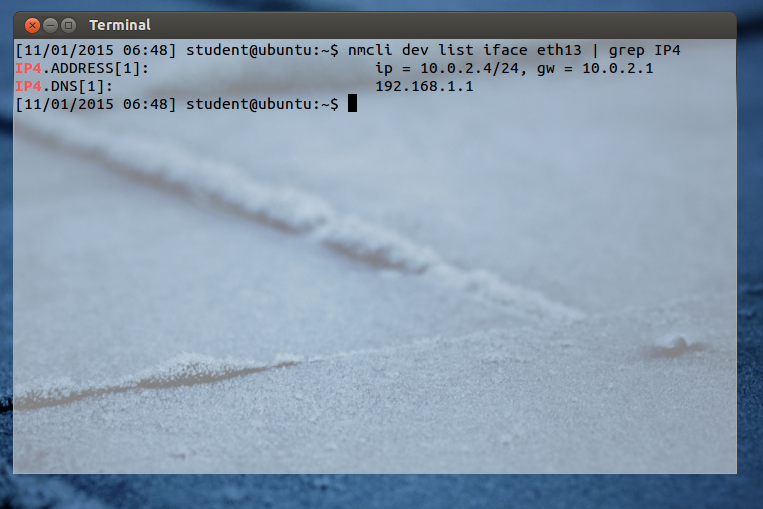 Terminal
[11/01/2015 06:48] student@ubuntu:~$ nmcli dev list iface eth13 | grep IP4
IP4.ADDRESS[1]:                         ip = 10.0.2.4/24, gw = 10.0.2.1
IP4.DNS[1]:                             192.168.1.1
[11/01/2015 06:48] student@ubuntu:~$